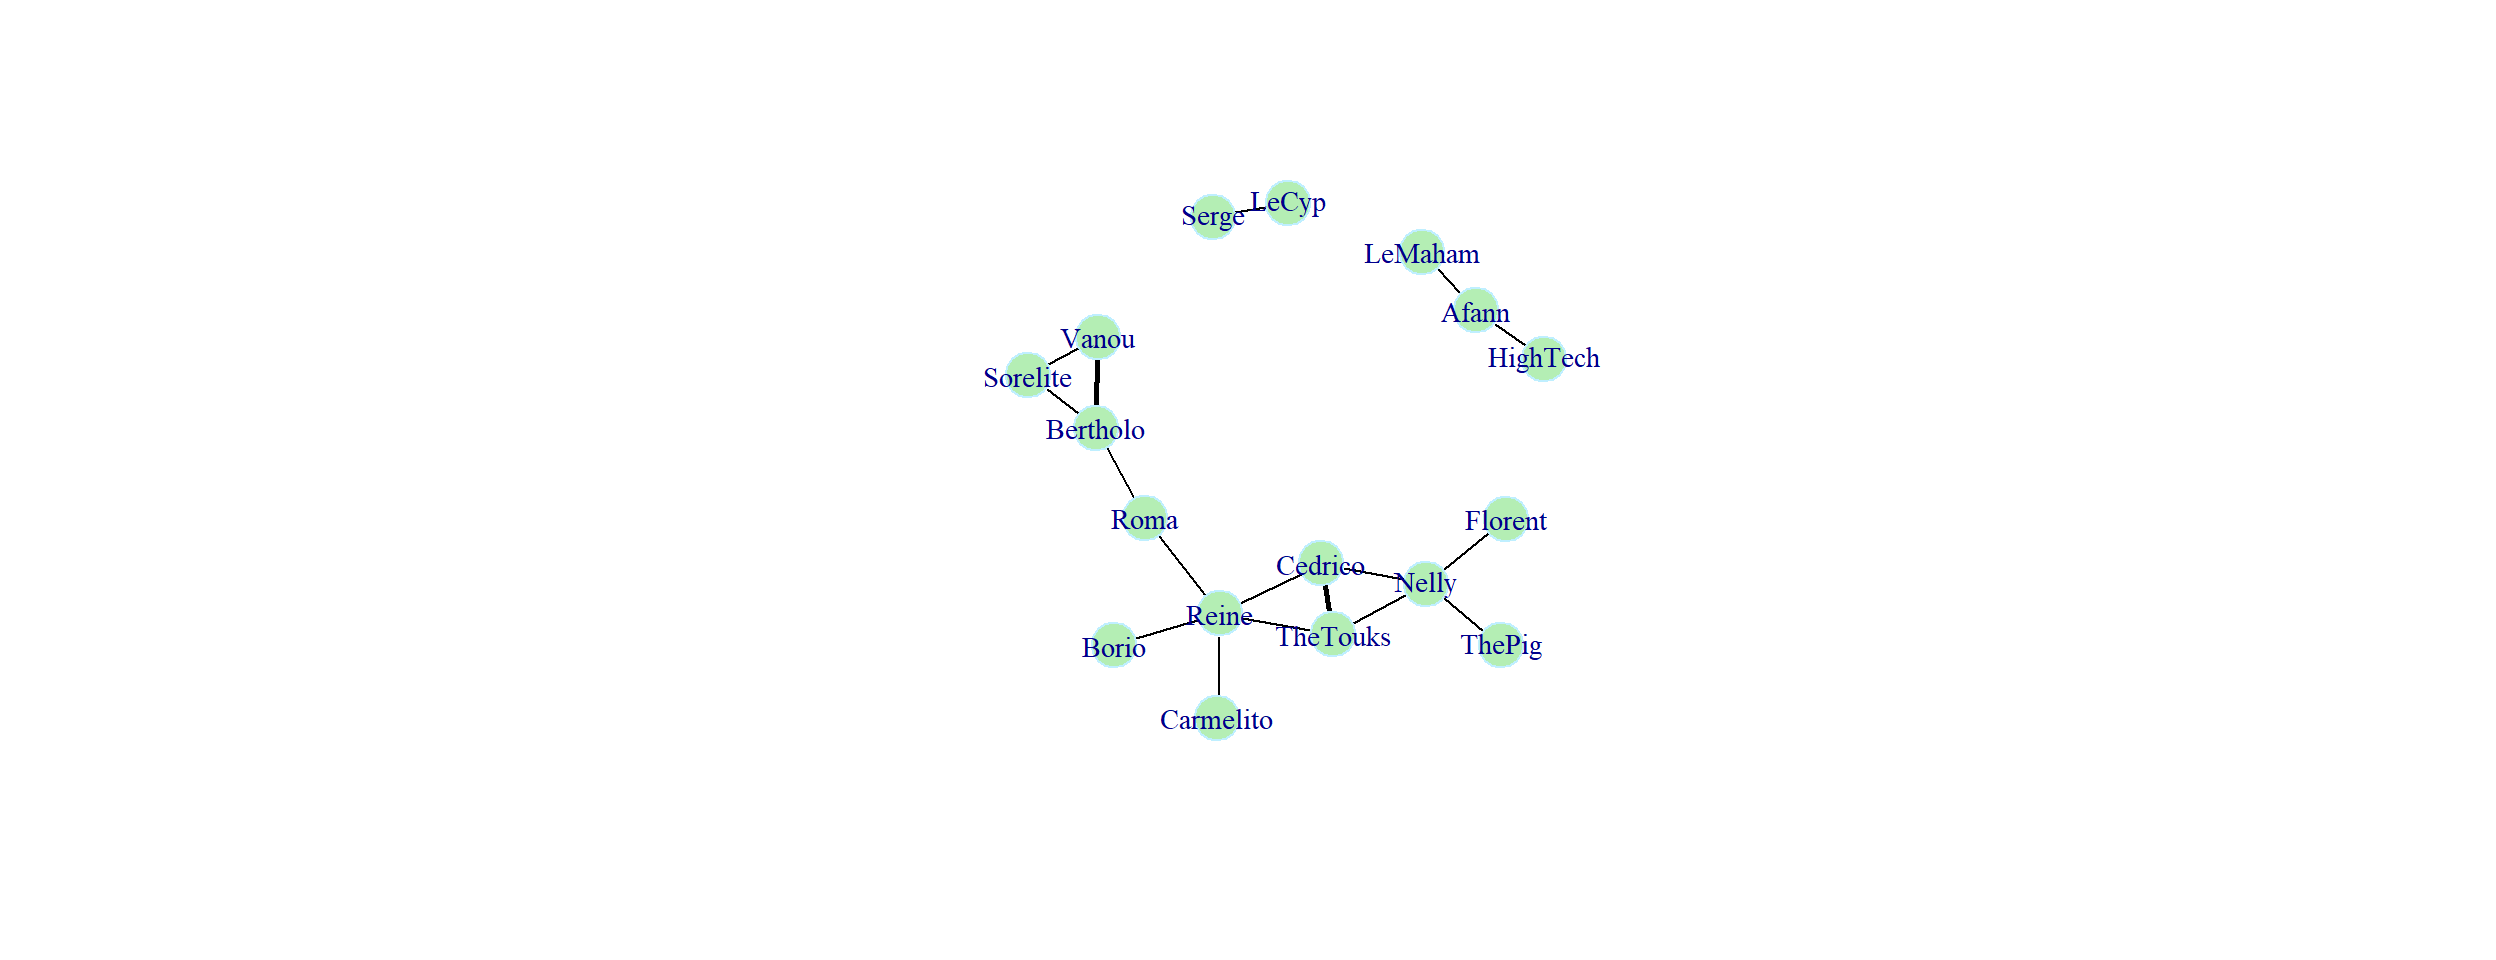 LeCyp
Serge
LeMaham
Afann
Vanou
HighTech
Sorelite
Bertholo
Roma
Florent
Cedrico
Nelly
Reine
TheTouks
Borio
ThePig
Carmelito